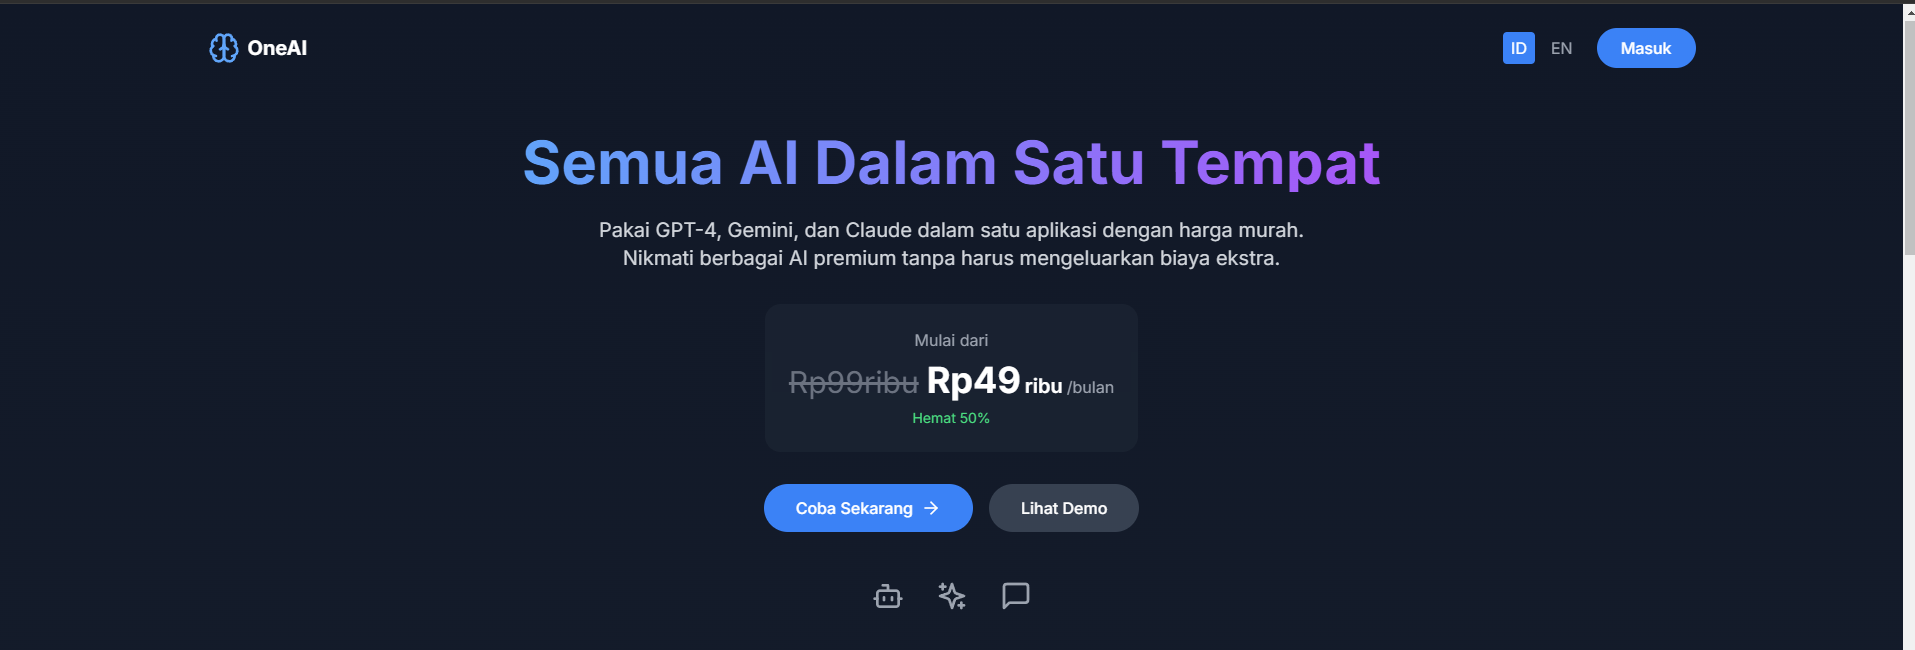 OneAI
ID EN Masuk
Semua AI Dalam Satu Tempat
Pakai GPT-4, Gemini, dan Claude dalam satu aplikasi dengan harga murah.
Nikmati berbagai AI premium tanpa harus mengeluarkan biaya ekstra.
Mulai dari
Rp99ribu Rp49 ribu /bulan
Hemat 50%
Coba Sekarang →
Lihat Demo